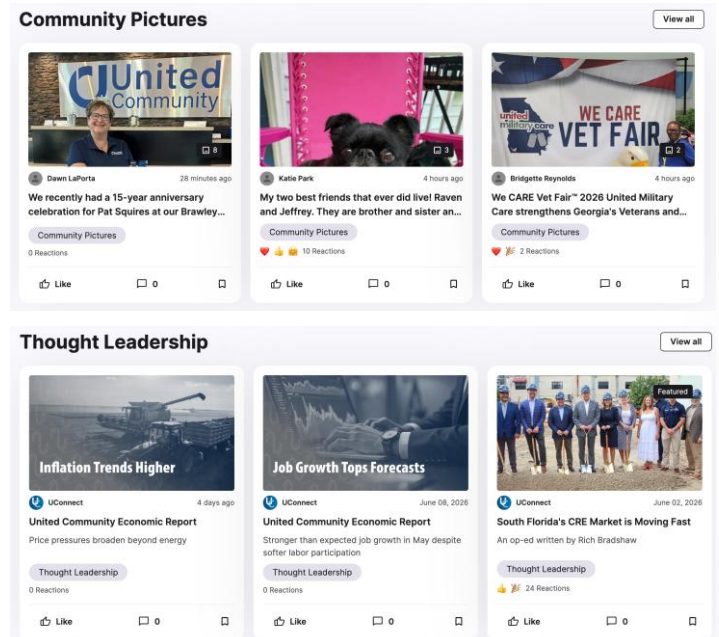 Community Pictures
View all
United
Community
8
3
united
military care
WE CARE
VET FAIR
2
Dawn LaPorta
28 minutes ago
Katie Park
4 hours ago
Bridgette Reynolds
4 hours ago
We recently had a 15-year anniversary
celebration for Pat Squires at our Brawley...
My two best friends that ever did live! Raven
and Jeffrey. They are brother and sister an...
We CARE Vet Fair™ 2026 United Military
Care strengthens Georgia's Veterans and...
Community Pictures
Community Pictures
Community Pictures
0 Reactions
10 Reactions
2 Reactions
Like
0
Like
0
Like
0
Thought Leadership
View all
Inflation Trends Higher
Job Growth Tops Forecasts
Featured
UConnect
4 days ago
UConnect
June 08, 2026
UConnect
June 02, 2026
United Community Economic Report
United Community Economic Report
South Florida's CRE Market is Moving Fast
Price pressures broaden beyond energy
Stronger than expected job growth in May despite
softer labor participation
An op-ed written by Rich Bradshaw
Thought Leadership
Thought Leadership
Thought Leadership
0 Reactions
0 Reactions
24 Reactions
Like
0
Like
0
Like
0